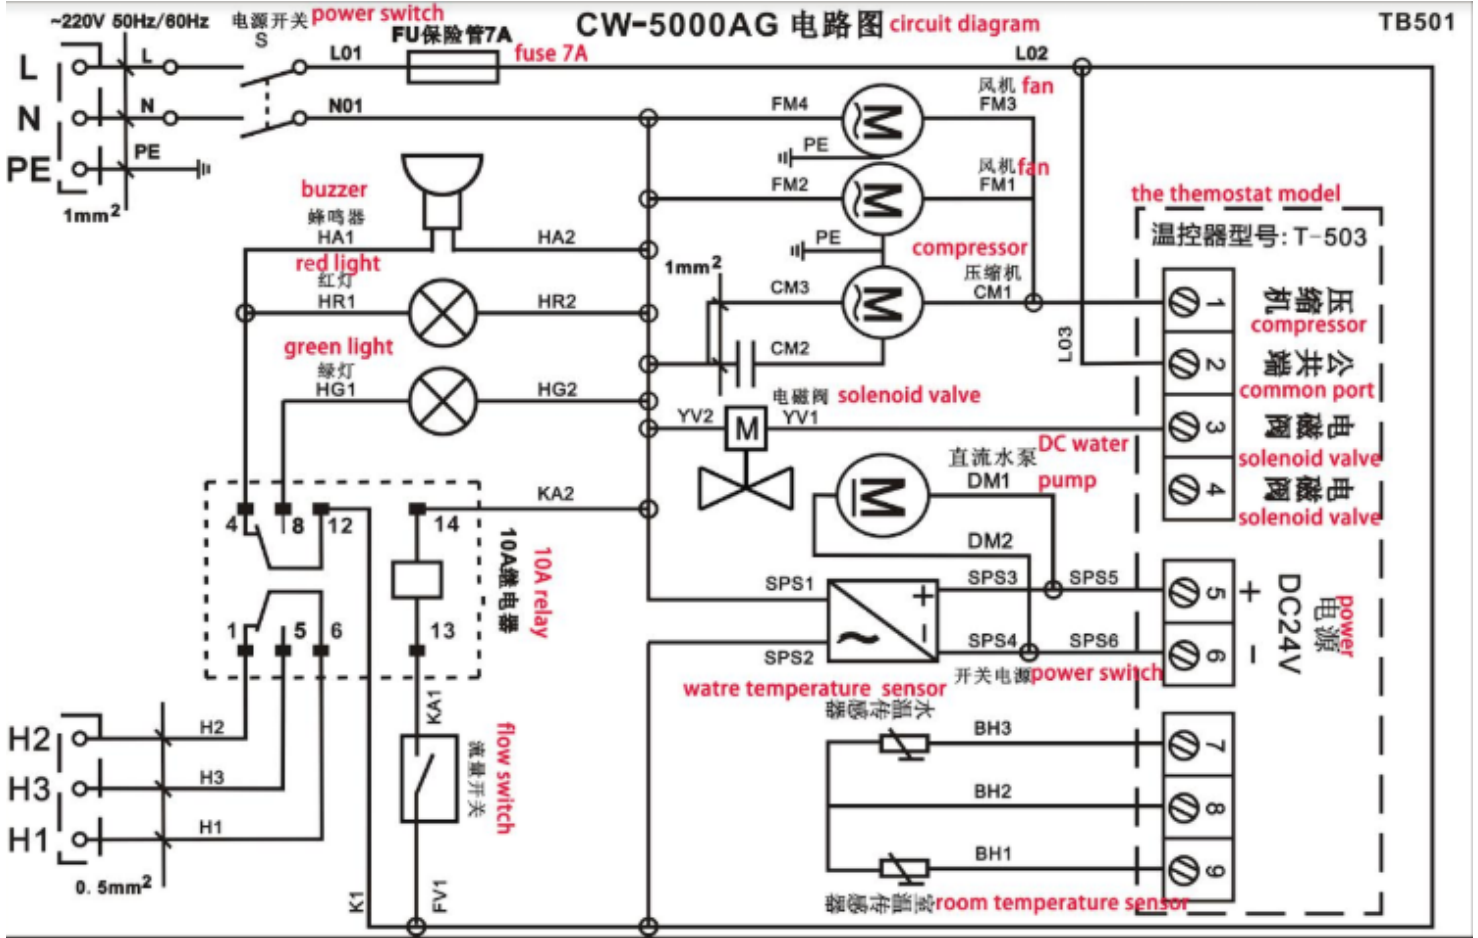 ~220V 50Hz/60Hz
电源开关 power switch
S
FU保险管7A
fuse 7A
CW-5000AG 电路图 circuit diagram
TB501
L
L
L01
L02
N
N
N01
PE
PE
1mm²
FM4
风机 fan
FM3
PE
FM2
风机 fan
FM1
PE
buzzer
蜂鸣器
HA1
HA2
red light
红灯
HR1
HR2
green light
绿灯
HG1
HG2
1mm²
compressor
压缩机
CM3
CM1
CM2
L03
M
M
M
电磁阀 solenoid valve
YV2
M
YV1
直流水泵 DC water pump
DM1
M
DM2
the themostat model
温控器型号: T-503
1
压缩机
compressor
2
公共端
common port
3
电磁阀
solenoid valve
4
电磁阀
solenoid valve
4
8
12
14
KA2
10A继电器
10A relay
1
5
6
13
SPS1
SPS3
SPS5
5
+
SPS2
SPS4
SPS6
6
−
DC24V
电源
power
+
−
~
开关电源 power switch
KA1
flow switch
流量开关
FV1
K1
H2
H2
H3
H3
H1
H1
0.5mm²
watre temperature sensor
水温传感器
BH3
7
BH2
8
BH1
9
室温传感器 room temperature sensor